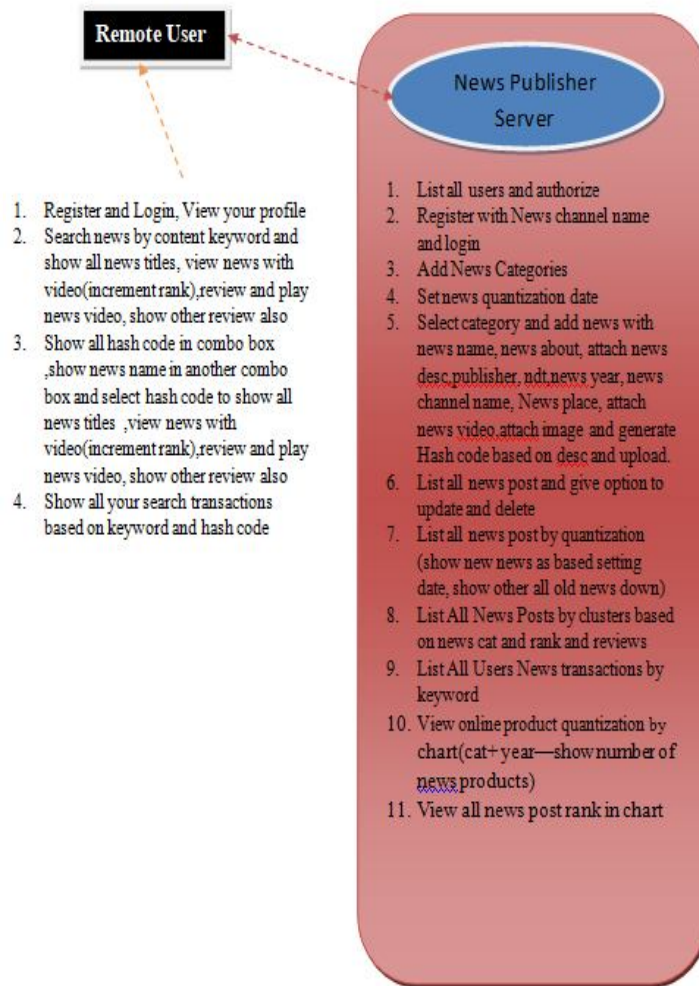 Remote User
1. Register and Login, View your profile
2. Search news by content keyword and
show all news titles, view news with
video(increment rank),review and play
news video, show other review also
3. Show all hash code in combo box
,show news name in another combo
box and select hash code to show all
news titles ,view news with
video(increment rank),review and play
news video, show other review also
4. Show all your search transactions
based on keyword and hash code
News Publisher
Server
1. List all users and authorize
2. Register with News channel name
and login
3. Add News Categories
4. Set news quantization date
5. Select category and add news with
news name, news about, attach news
desc,publisher, ndt,news year, news
channel name, News place, attach
news video,attach image and generate
Hash code based on desc and upload.
6. List all news post and give option to
update and delete
7. List all news post by quantization
(show new news as based setting
date, show other all old news down)
8. List All News Posts by clusters based
on news cat and rank and reviews
9. List All Users News transactions by
keyword
10. View online product quantization by
chart(cat+ year—show number of
news products)
11. View all news post rank in chart